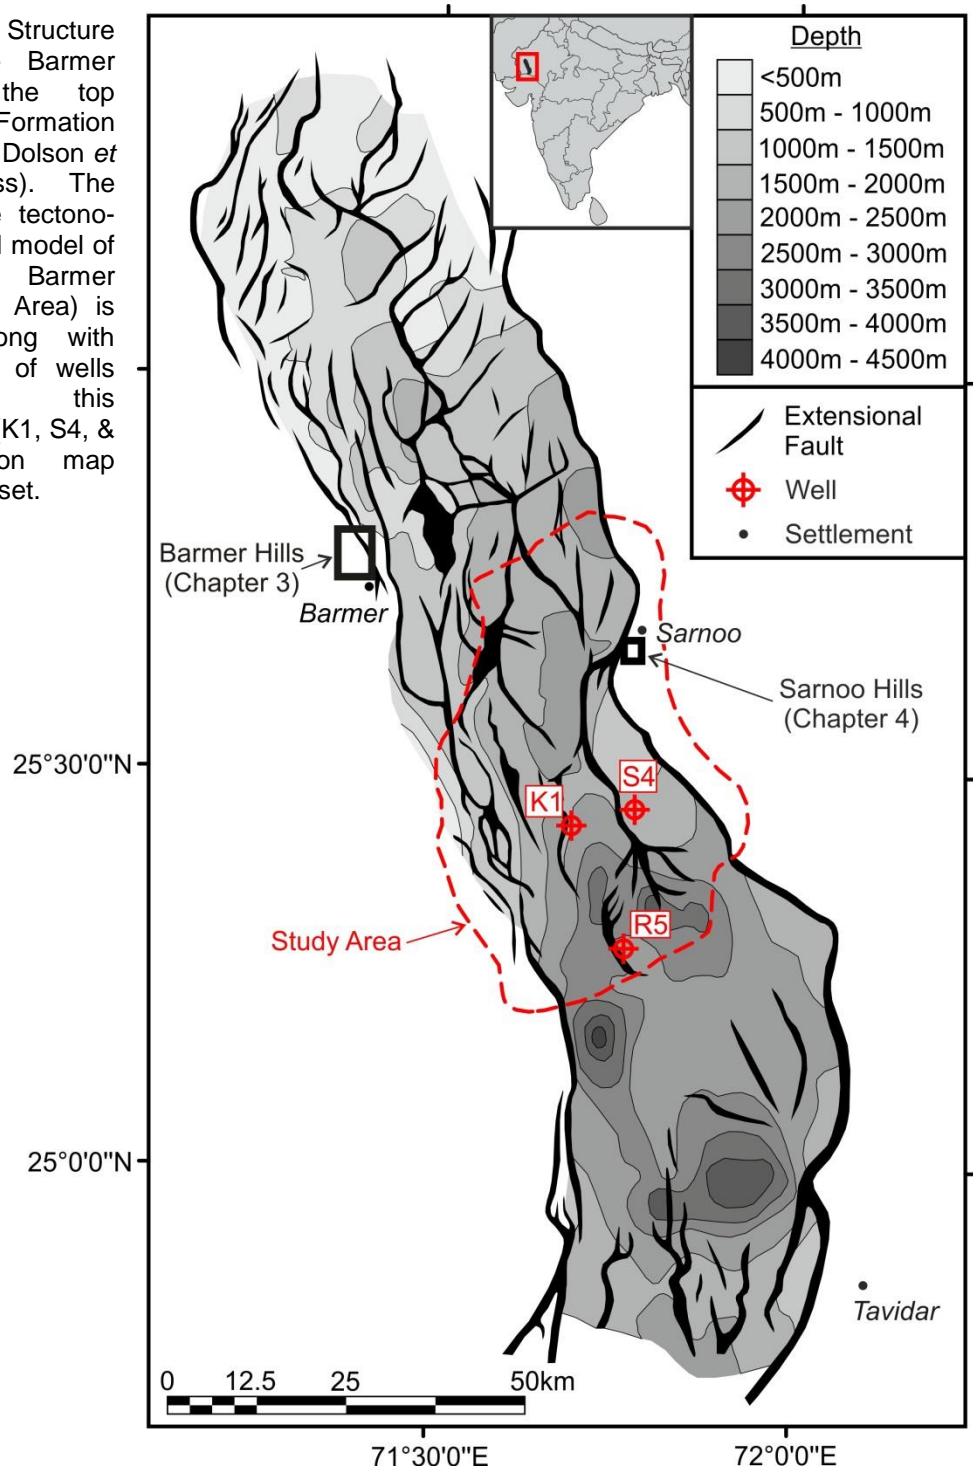 Structure
Barmer
the top
Formation
Dolson et
ss). The
e tectono-
l model of
Barmer
Area) is
ong with
of wells
this
K1, S4, &
on map
set.
Depth
<500m
500m - 1000m
1000m - 1500m
1500m - 2000m
2000m - 2500m
2500m - 3000m
3000m - 3500m
3500m - 4000m
4000m - 4500m
Extensional
Fault
Well
Settlement
Barmer Hills
(Chapter 3)
Barmer
Sarnoo
Sarnoo Hills
(Chapter 4)
25°30'0"N
S4
K1
R5
Study Area
25°0'0"N
Tavidar
0 12.5 25 50km
71°30'0"E 72°0'0"E